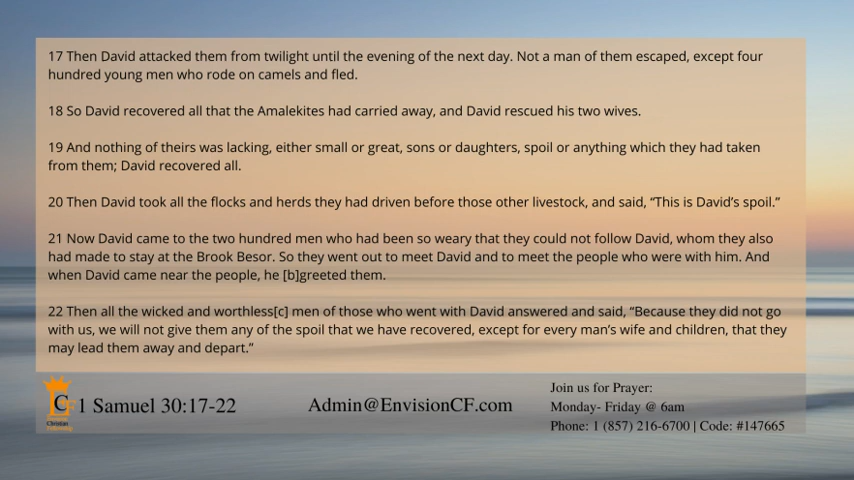 17 Then David attacked them from twilight until the evening of the next day. Not a man of them escaped, except four
hundred young men who rode on camels and fled.
18 So David recovered all that the Amalekites had carried away, and David rescued his two wives.
19 And nothing of theirs was lacking, either small or great, sons or daughters, spoil or anything which they had taken
from them; David recovered all.
20 Then David took all the flocks and herds they had driven before those other livestock, and said, “This is David’s spoil.”
21 Now David came to the two hundred men who had been so weary that they could not follow David, whom they also
had made to stay at the Brook Besor. So they went out to meet David and to meet the people who were with him. And
when David came near the people, he [b]greeted them.
22 Then all the wicked and worthless[c] men of those who went with David answered and said, “Because they did not go
with us, we will not give them any of the spoil that we have recovered, except for every man’s wife and children, that they
may lead them away and depart.”
CF
Christian
Fellowship
1 Samuel 30:17-22
Admin@EnvisionCF.com
Join us for Prayer:
Monday- Friday @ 6am
Phone: 1 (857) 216-6700 | Code: #147665